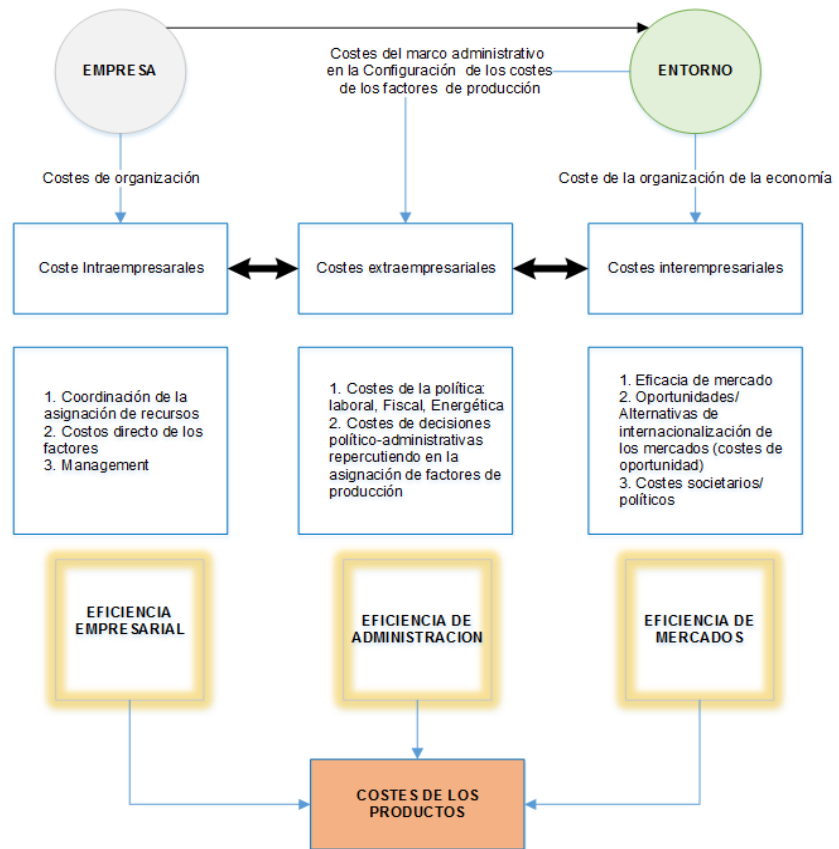 EMPRESA
Costes del marco administrativo
en la Configuración de los costes
de los factores de producción
ENTORNO
Costes de organización
Coste de la organización de la economía
Coste Intraempresarales
Costes extraempresariales
Costes interempresariales
1. Coordinación de la
asignación de recursos
2. Costos directo de los
factores
3. Management
1. Costes de la política:
laboral, Fiscal, Energética
2. Costes de decisiones
político-administrativas
repercutiendo en la
asignación de factores de
producción
1. Eficacia de mercado
2. Oportunidades/
Alternativas de
internacionalización de
los mercados (costes de
oportunidad)
3. Costes societarios/
políticos
EFICIENCIA
EMPRESARIAL
EFICIENCIA DE
ADMINISTRACION
EFICIENCIA DE
MERCADOS
COSTES DE LOS
PRODUCTOS